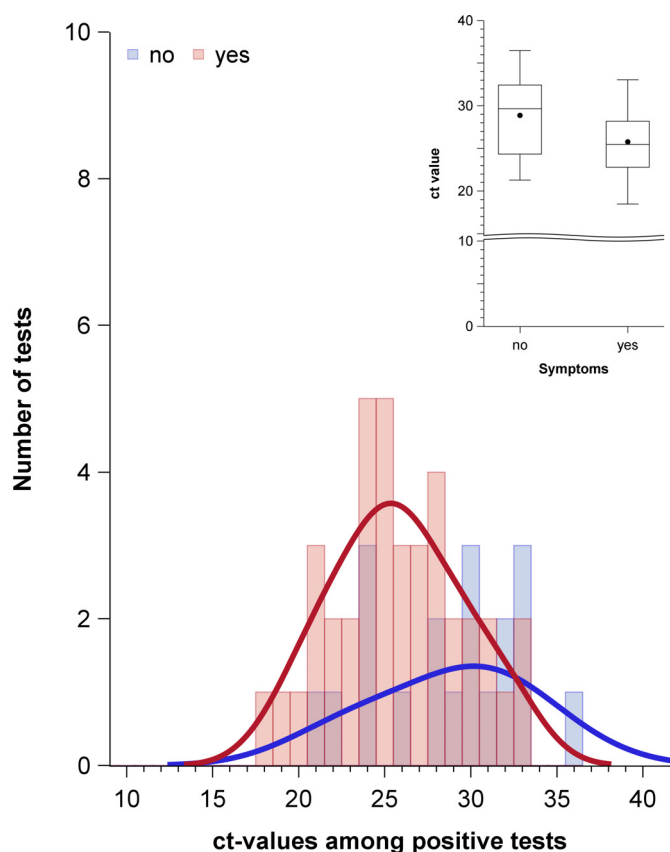 no yes
10
8
6
4
2
0
Number of tests
10 15 20 25 30 35 40
ct-values among positive tests
40
30
20
10
0
ct value
no yes
Symptoms